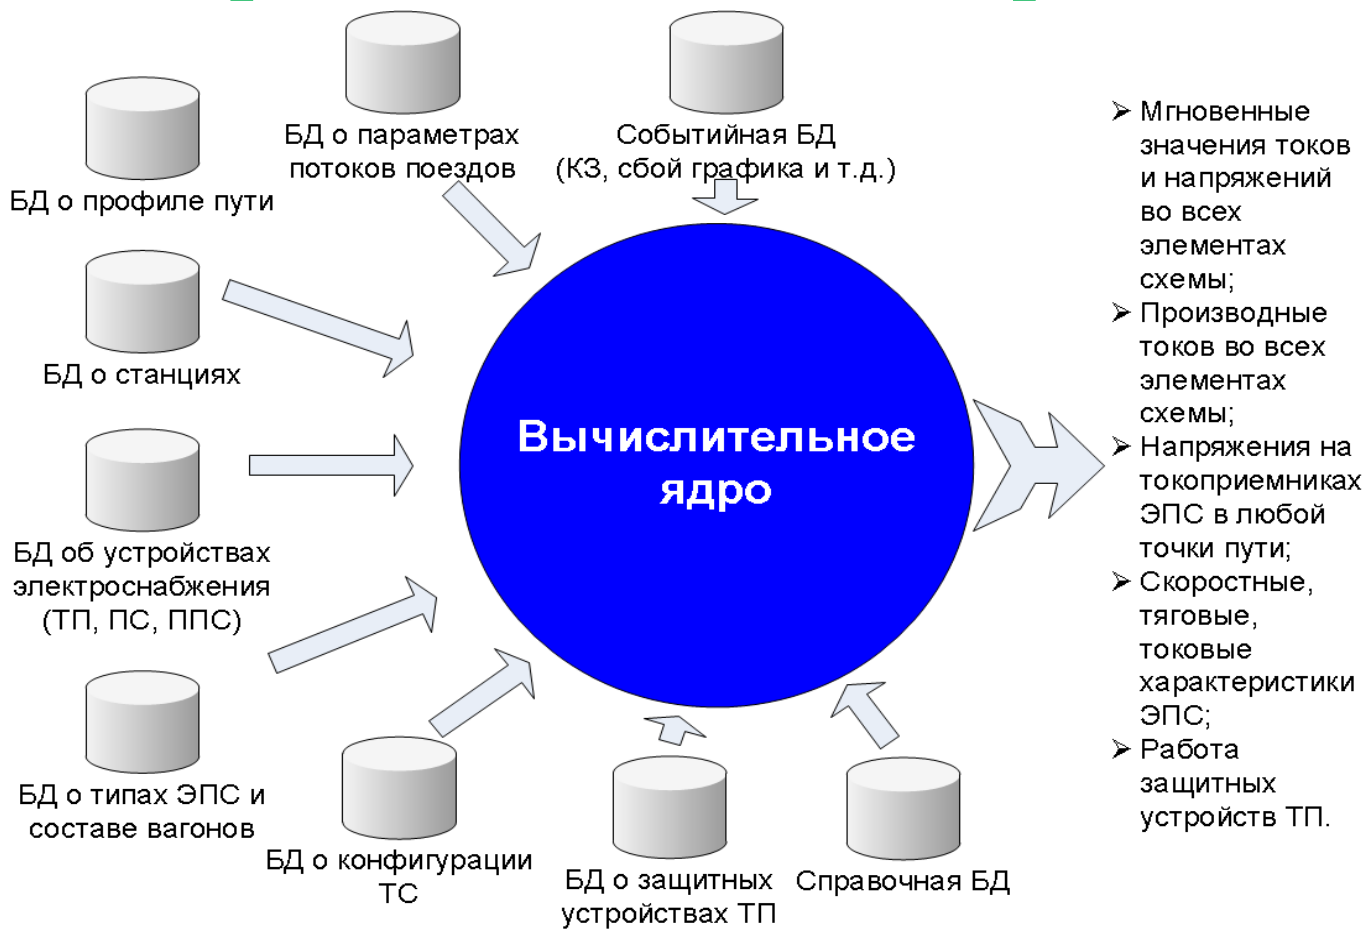 БД о параметрах
потоков поездов
Событийная БД
(КЗ, сбой графика и т.д.)
БД о профиле пути
БД о станциях
БД об устройствах
электроснабжения
(ТП, ПС, ППС)
БД о типах ЭПС и
составе вагонов
БД о конфигурации
ТС
БД о защитных
устройствах ТП
Справочная БД
Вычислительное
ядро
➢ Мгновенные
значения токов
и напряжений
во всех
элементах
схемы;
➢ Производные
токов во всех
элементах
схемы;
➢ Напряжения на
токоприемниках
ЭПС в любой
точки пути;
➢ Скоростные,
тяговые,
токовые
характеристики
ЭПС;
➢ Работа
защитных
устройств ТП.